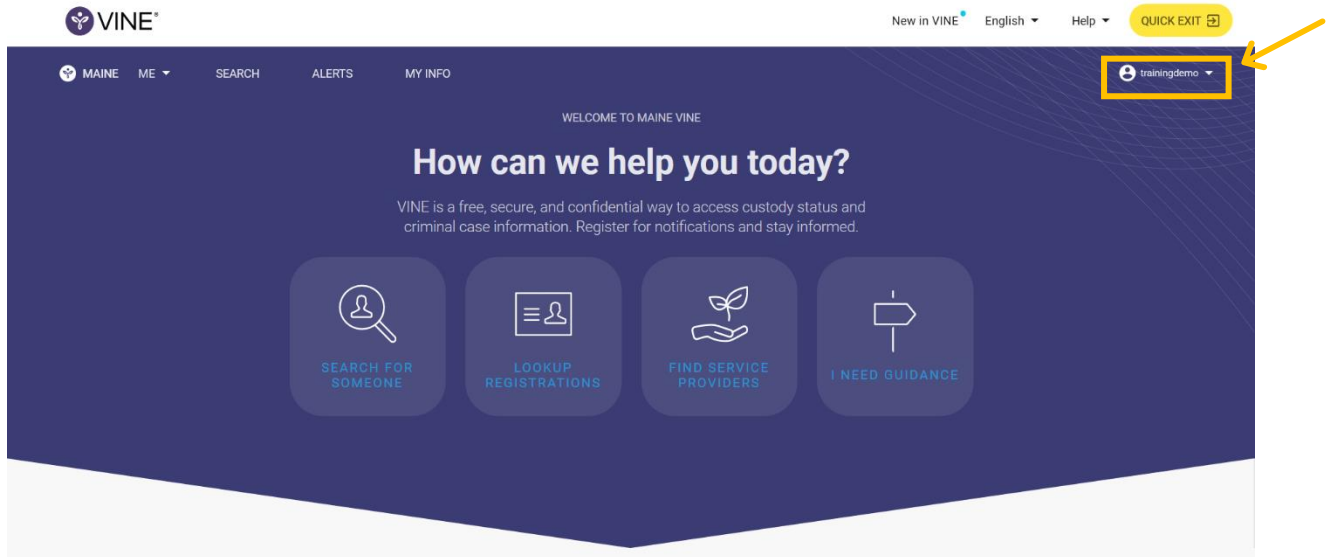 VINE®
New in VINE English Help QUICK EXIT
MAINE ME SEARCH ALERTS MY INFO trainingdemo
WELCOME TO MAINE VINE
How can we help you today?
VINE is a free, secure, and confidential way to access custody status and
criminal case information. Register for notifications and stay informed.
SEARCH FOR
SOMEONE
LOOKUP
REGISTRATIONS
FIND SERVICE
PROVIDERS
I NEED GUIDANCE